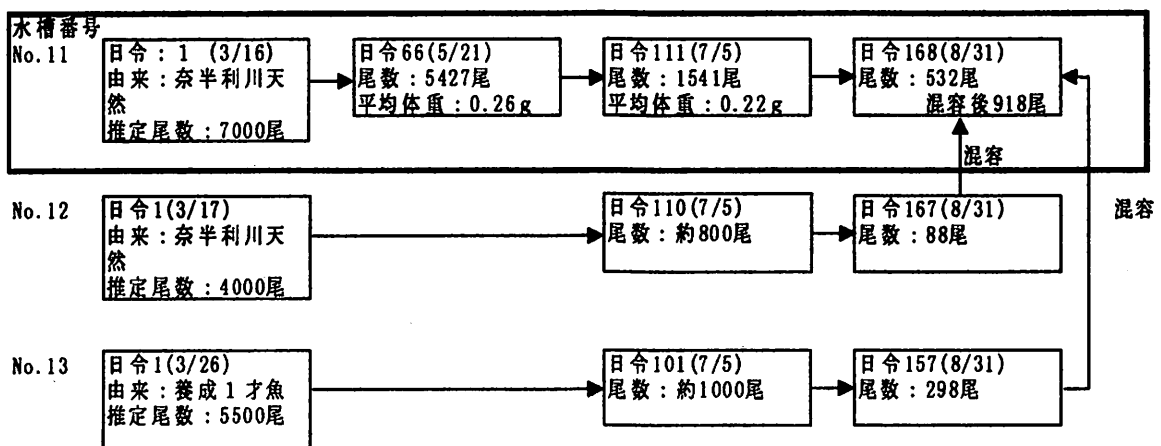 水槽番号
No.11
日令：1 (3/16)
由来：奈半利川天
然
推定尾数：7000尾
日令66(5/21)
尾数：5427尾
平均体重：0.26g
日令111(7/5)
尾数：1541尾
平均体重：0.22g
日令168(8/31)
尾数：532尾
混容後918尾
混容
No.12
日令1(3/17)
由来：奈半利川天
然
推定尾数：4000尾
日令110(7/5)
尾数：約800尾
日令167(8/31)
尾数：88尾
混容
No.13
日令1(3/26)
由来：養成1才魚
推定尾数：5500尾
日令101(7/5)
尾数：約1000尾
日令157(8/31)
尾数：298尾